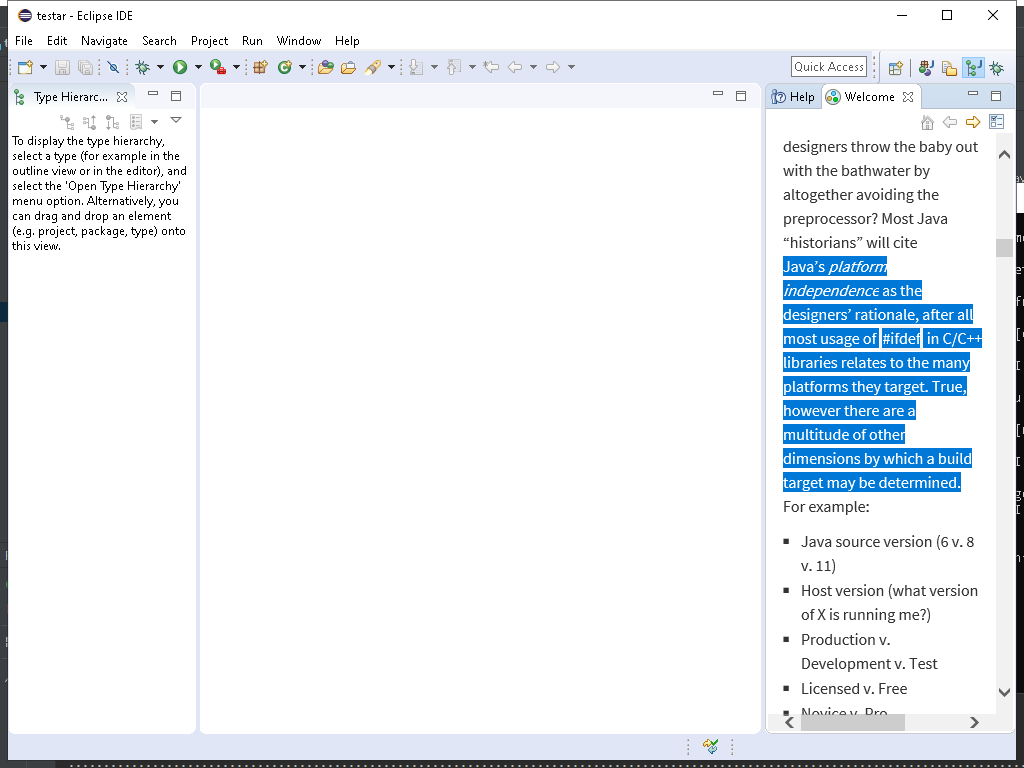 testar - Eclipse IDE
File Edit Navigate Search Project Run Window Help
Quick Access
Type Hierarc...
Help
Welcome
To display the type hierarchy,
select a type (for example in the
outline view or in the editor), and
select the 'Open Type Hierarchy'
menu option. Alternatively, you
can drag and drop an element
(e.g. project, package, type) onto
this view.
designers throw the baby out
with the bathwater by
altogether avoiding the
preprocessor? Most Java
“historians” will cite
Java’s platform
independence as the
designers’ rationale, after all
most usage of #ifdef in C/C++
libraries relates to the many
platforms they target. True,
however there are a
multitude of other
dimensions by which a build
target may be determined.
For example:
Java source version (6 v. 8
v. 11)
Host version (what version
of X is running me?)
Production v.
Development v. Test
Licensed v. Free
Novice v. Pro